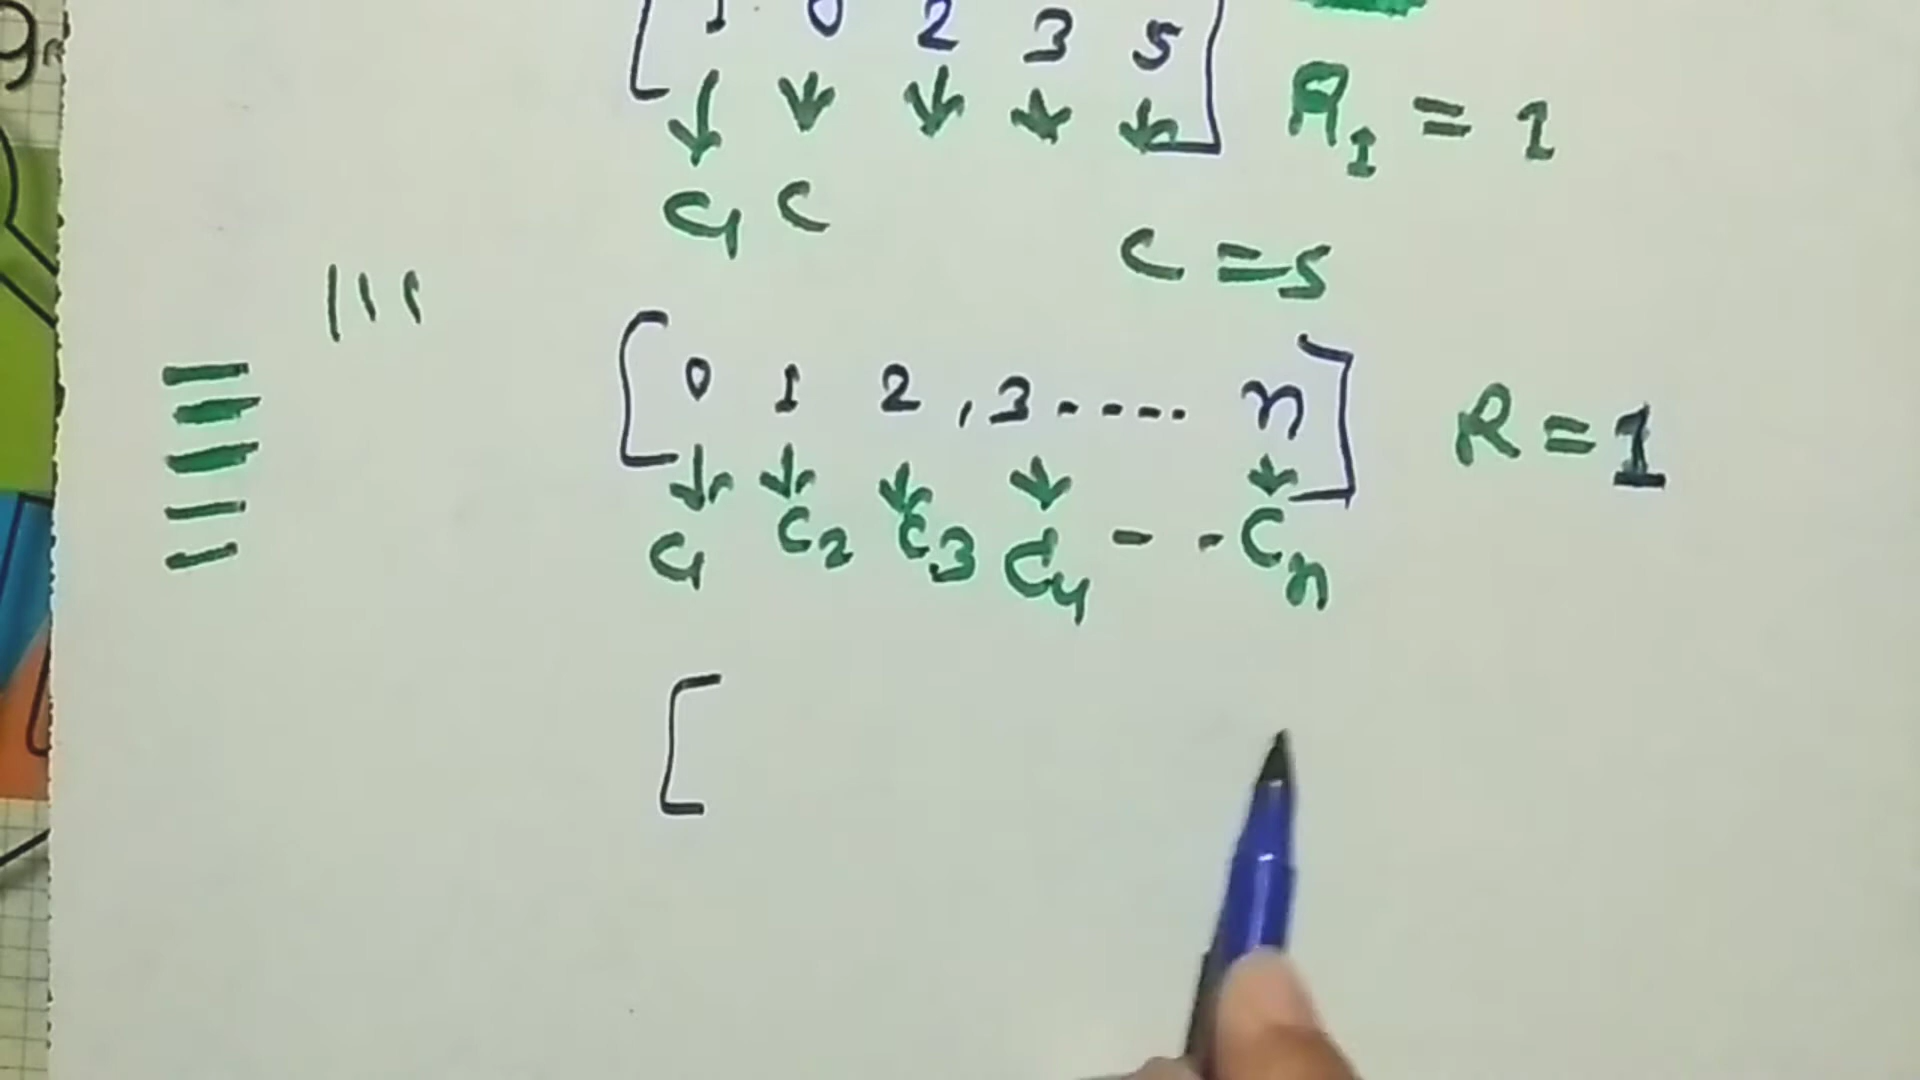 [1 0 2 3 5] R₁ = 1
C₁ C
C = 5
[0 1 2 , 3 ..... n] R = 1
C₁ C₂ C₃ C₄ - - Cₙ
[